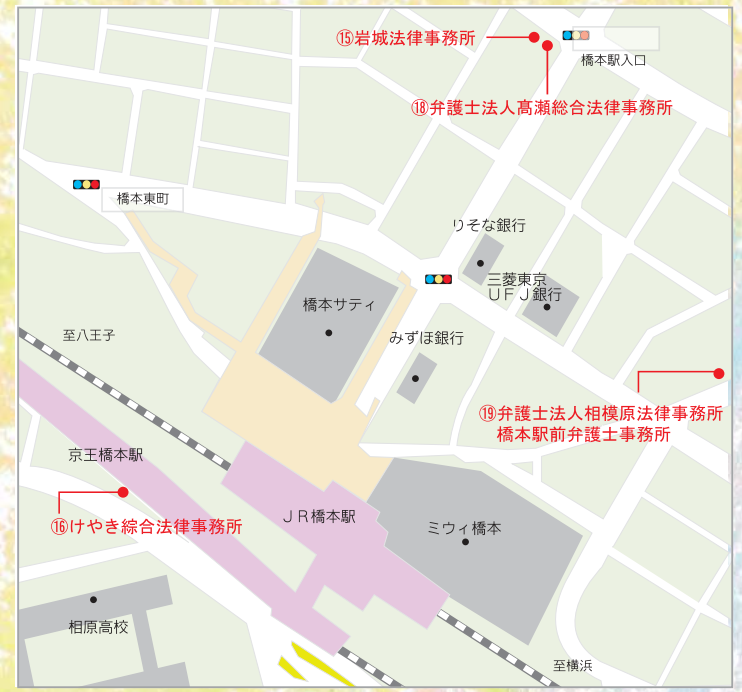 ⑮岩城法律事務所
橋本駅入口
⑱弁護士法人髙瀬総合法律事務所
橋本東町
りそな銀行
三菱東京
UFJ銀行
橋本サティ
至八王子
みずほ銀行
⑲弁護士法人相模原法律事務所
橋本駅前弁護士事務所
京王橋本駅
JR橋本駅
⑯けやき綜合法律事務所
ミウィ橋本
相原高校
至横浜